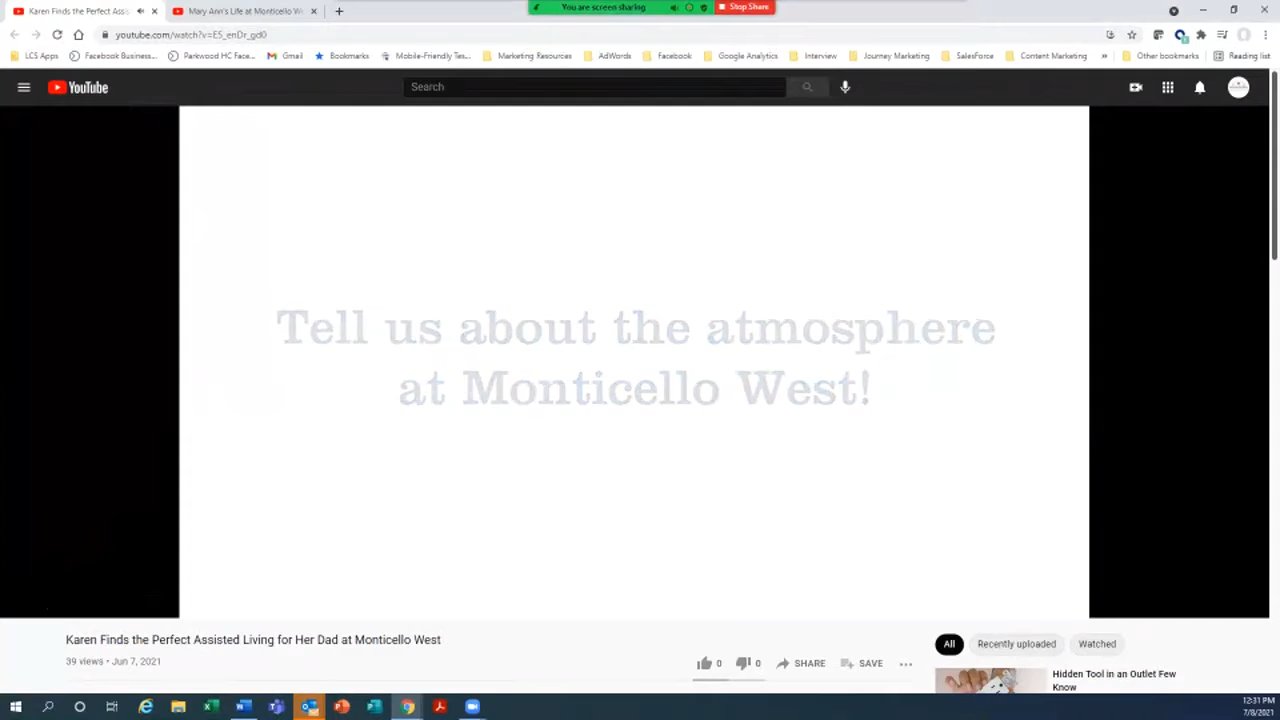 Karen Finds the Perfect Assis
Mary Ann's Life at Monticello W
You are screen sharing
Stop Share
youtube.com/watch?v=E5_enDr_gd0
LCS Apps
Facebook Business...
Parkwood HC Face...
Gmail
Bookmarks
Mobile-Friendly Tes...
Marketing Resources
AdWords
Facebook
Google Analytics
Interview
Journey Marketing
SalesForce
Content Marketing
»
Other bookmarks
Reading list
YouTube
Search
Tell us about the atmosphere
at Monticello West!
Karen Finds the Perfect Assisted Living for Her Dad at Monticello West
39 views • Jun 7, 2021
0
0
SHARE
SAVE
All
Recently uploaded
Watched
Hidden Tool in an Outlet Few
Know
12:31 PM
7/8/2021